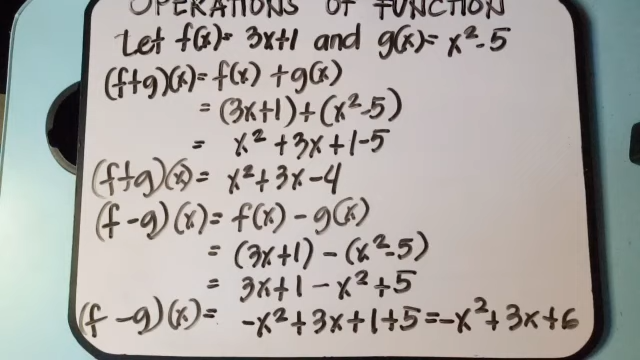 OPERATIONS OF FUNCTION
Let f(x)= 3x+1 and g(x)= x²-5
(f+g)(x)= f(x) +g(x)
= (3x+1)+(x²-5)
= x² +3x+1-5
(f+g)(x)= x²+3x-4
(f-g)(x)= f(x) - g(x)
= (3x+1) - (x²-5)
= 3x+1 - x²+5
(f-g)(x)= -x²+3x+1+5=-x²+3x+6